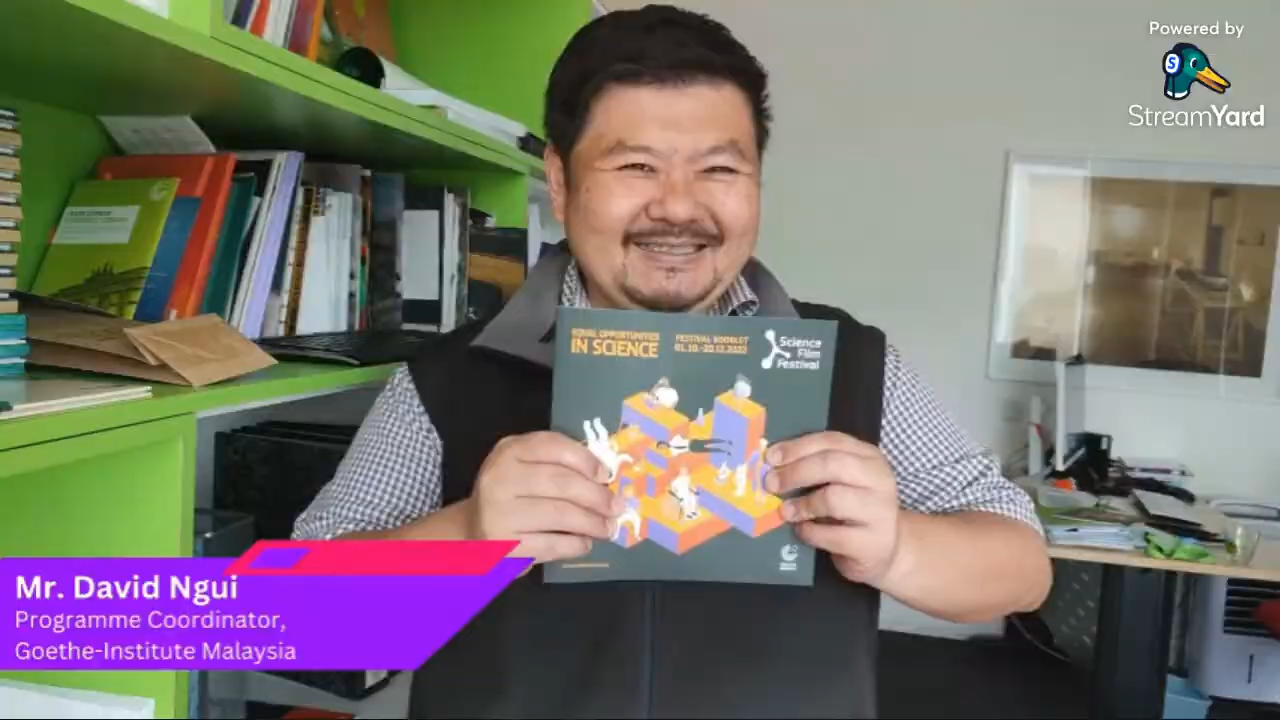 Powered by
StreamYard
EQUAL OPPORTUNITIES
IN SCIENCE
FESTIVAL BOOKLET
01.10.-20.12.2022
Science
Film
Festival
Mr. David Ngui
Programme Coordinator,
Goethe-Institute Malaysia